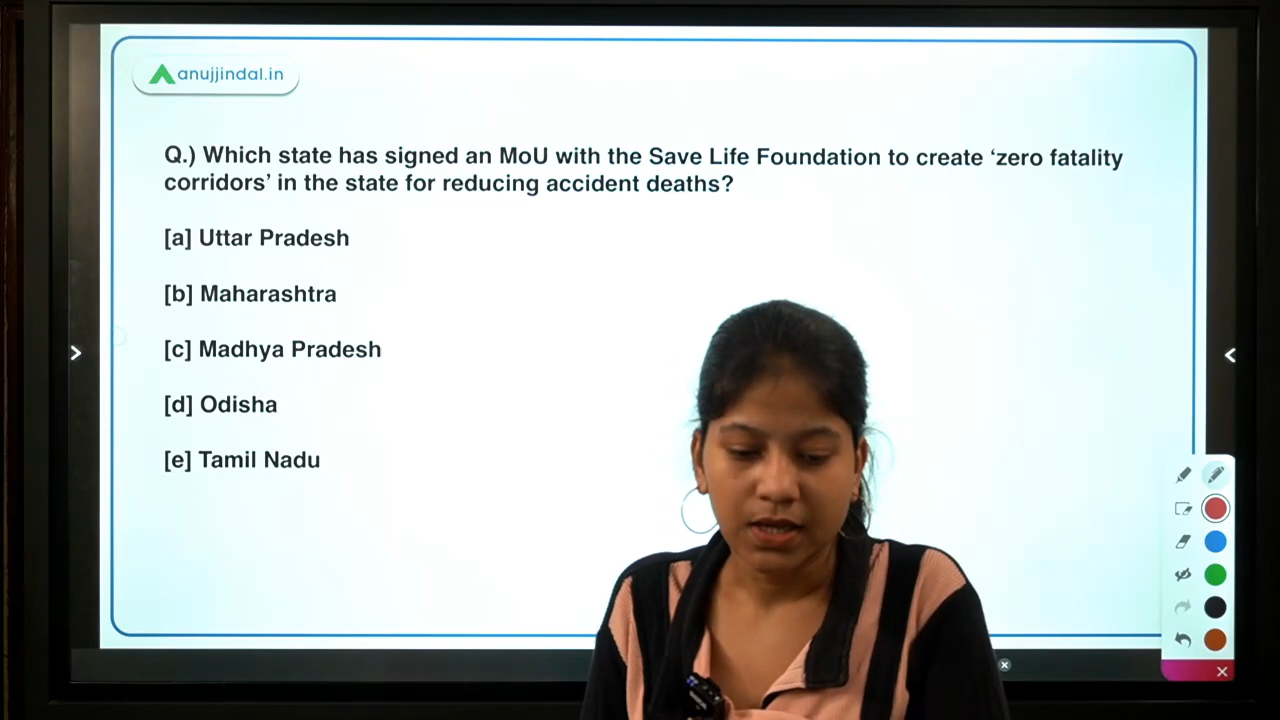 anujjindal.in
Q.) Which state has signed an MoU with the Save Life Foundation to create ‘zero fatality
corridors’ in the state for reducing accident deaths?
[a] Uttar Pradesh
[b] Maharashtra
[c] Madhya Pradesh
[d] Odisha
[e] Tamil Nadu